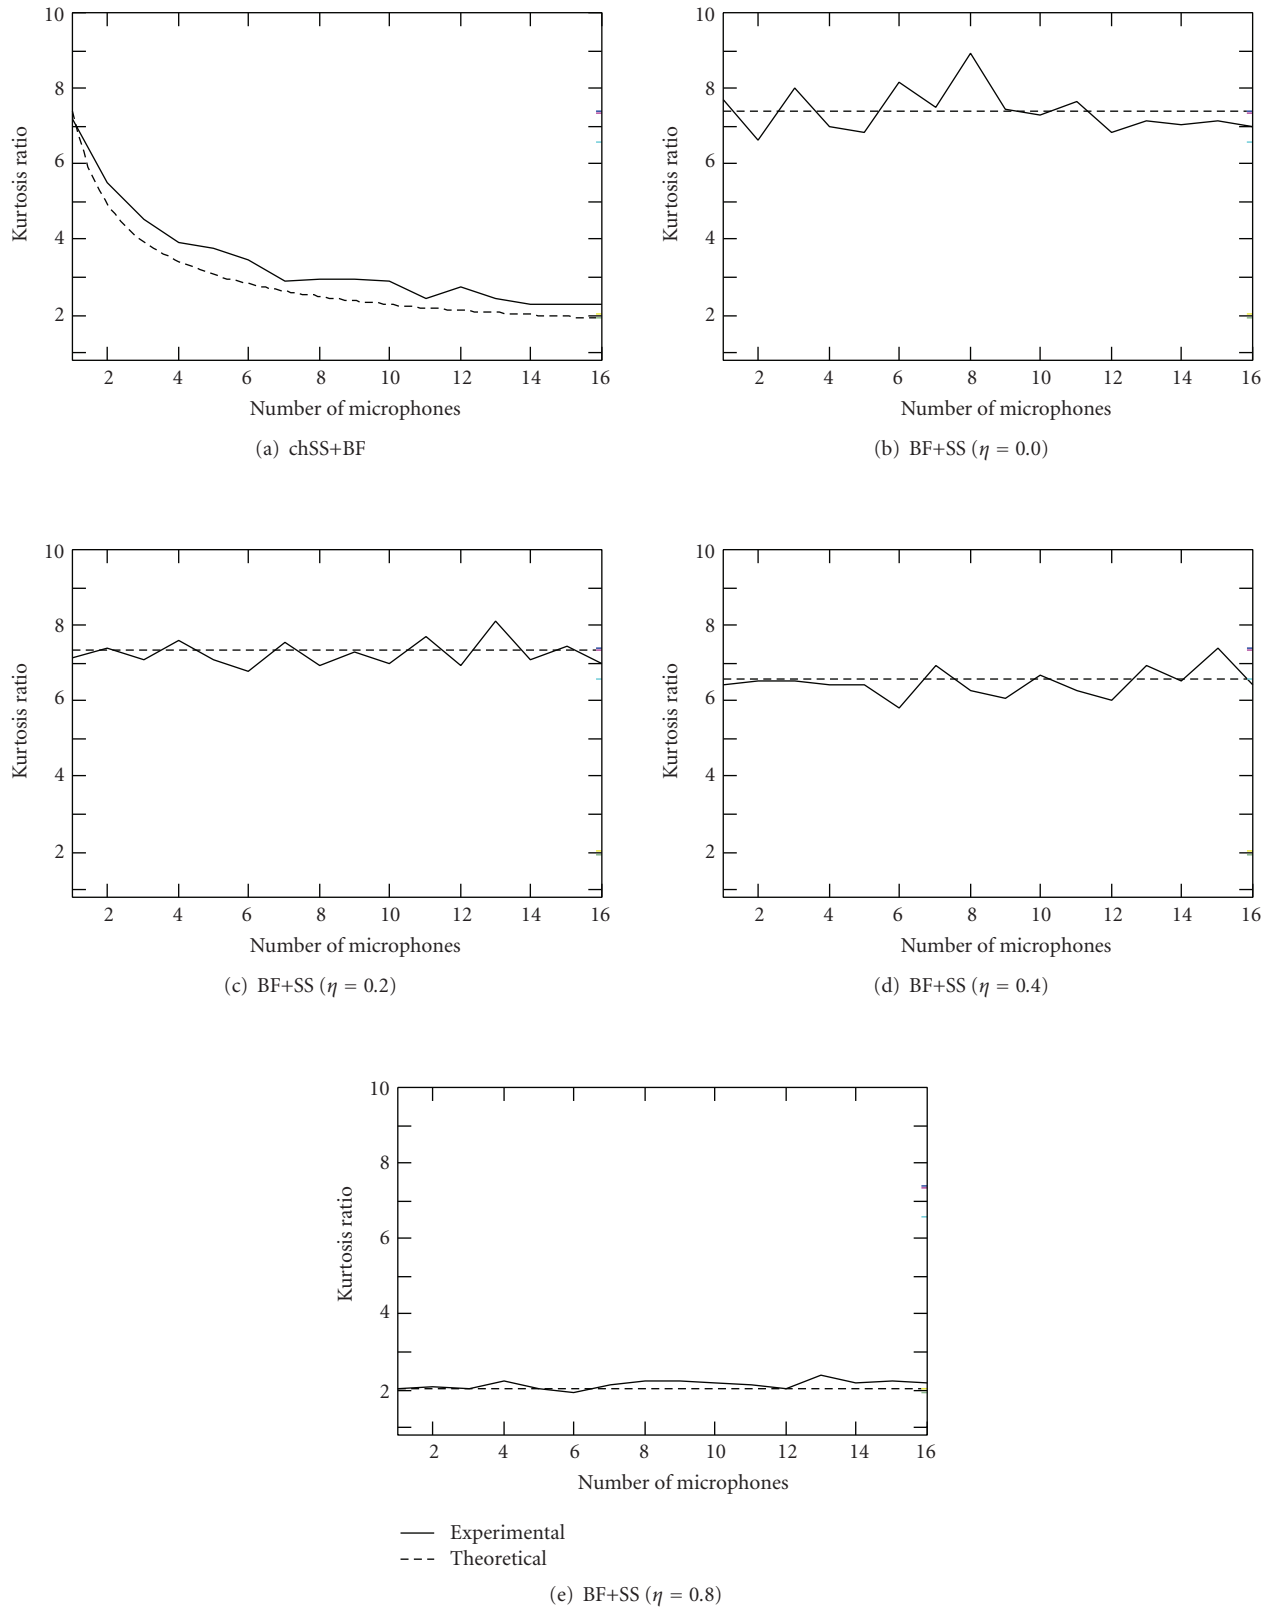 10
8
6
4
2
Kurtosis ratio
2 4 6 8 10 12 14 16
Number of microphones
(a) chSS+BF
10
8
6
4
2
Kurtosis ratio
2 4 6 8 10 12 14 16
Number of microphones
(b) BF+SS (η = 0.0)
10
8
6
4
2
Kurtosis ratio
2 4 6 8 10 12 14 16
Number of microphones
(c) BF+SS (η = 0.2)
10
8
6
4
2
Kurtosis ratio
2 4 6 8 10 12 14 16
Number of microphones
(d) BF+SS (η = 0.4)
10
8
6
4
2
Kurtosis ratio
2 4 6 8 10 12 14 16
Number of microphones
Experimental
Theoretical
(e) BF+SS (η = 0.8)